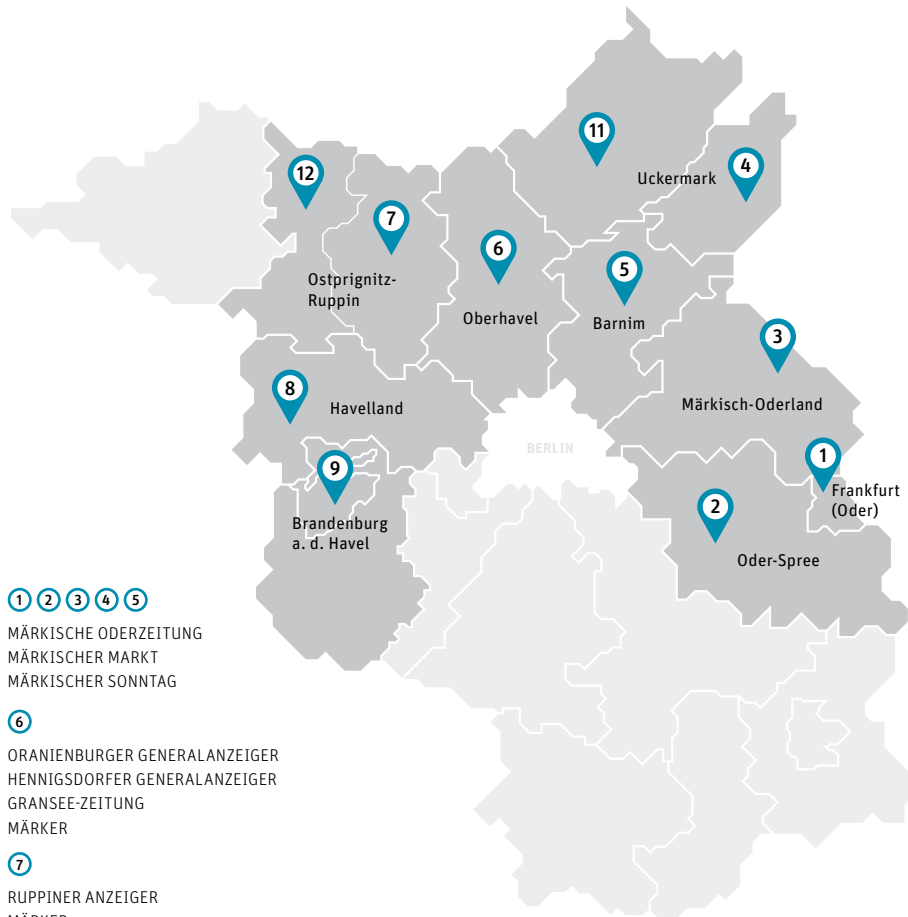 11
4
Uckermark
12
7
Ostprignitz-
Ruppin
6
Oberhavel
5
Barnim
3
Märkisch-Oderland
8
Havelland
BERLIN
1
Frankfurt
(Oder)
9
Brandenburg
a. d. Havel
2
Oder-Spree
1 2 3 4 5
MÄRKISCHE ODERZEITUNG
MÄRKISCHER MARKT
MÄRKISCHER SONNTAG
6
ORANIENBURGER GENERALANZEIGER
HENNIGSDORFER GENERALANZEIGER
GRANSEE-ZEITUNG
MÄRKER
7
RUPPINER ANZEIGER
MÄRKER